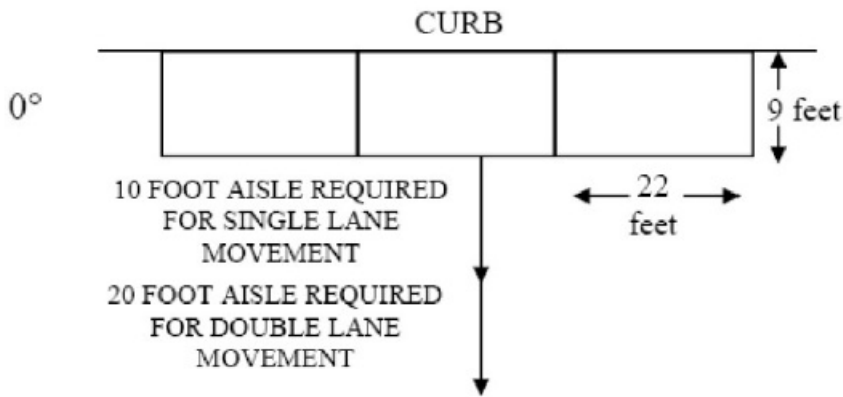 CURB
0°
9 feet
10 FOOT AISLE REQUIRED
FOR SINGLE LANE
MOVEMENT
22
feet
20 FOOT AISLE REQUIRED
FOR DOUBLE LANE
MOVEMENT